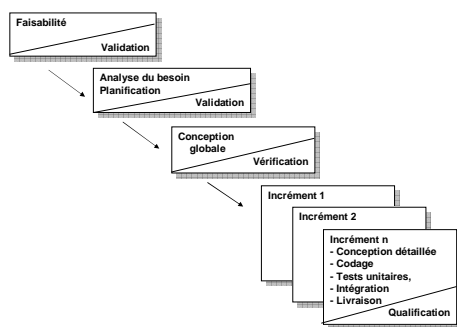 Faisabilité
Validation
Analyse du besoin
Planification
Validation
Conception
globale
Vérification
Incrément 1
Incrément 2
Incrément n
- Conception détaillée
- Codage
- Tests unitaires,
- Intégration
- Livraison
Qualification